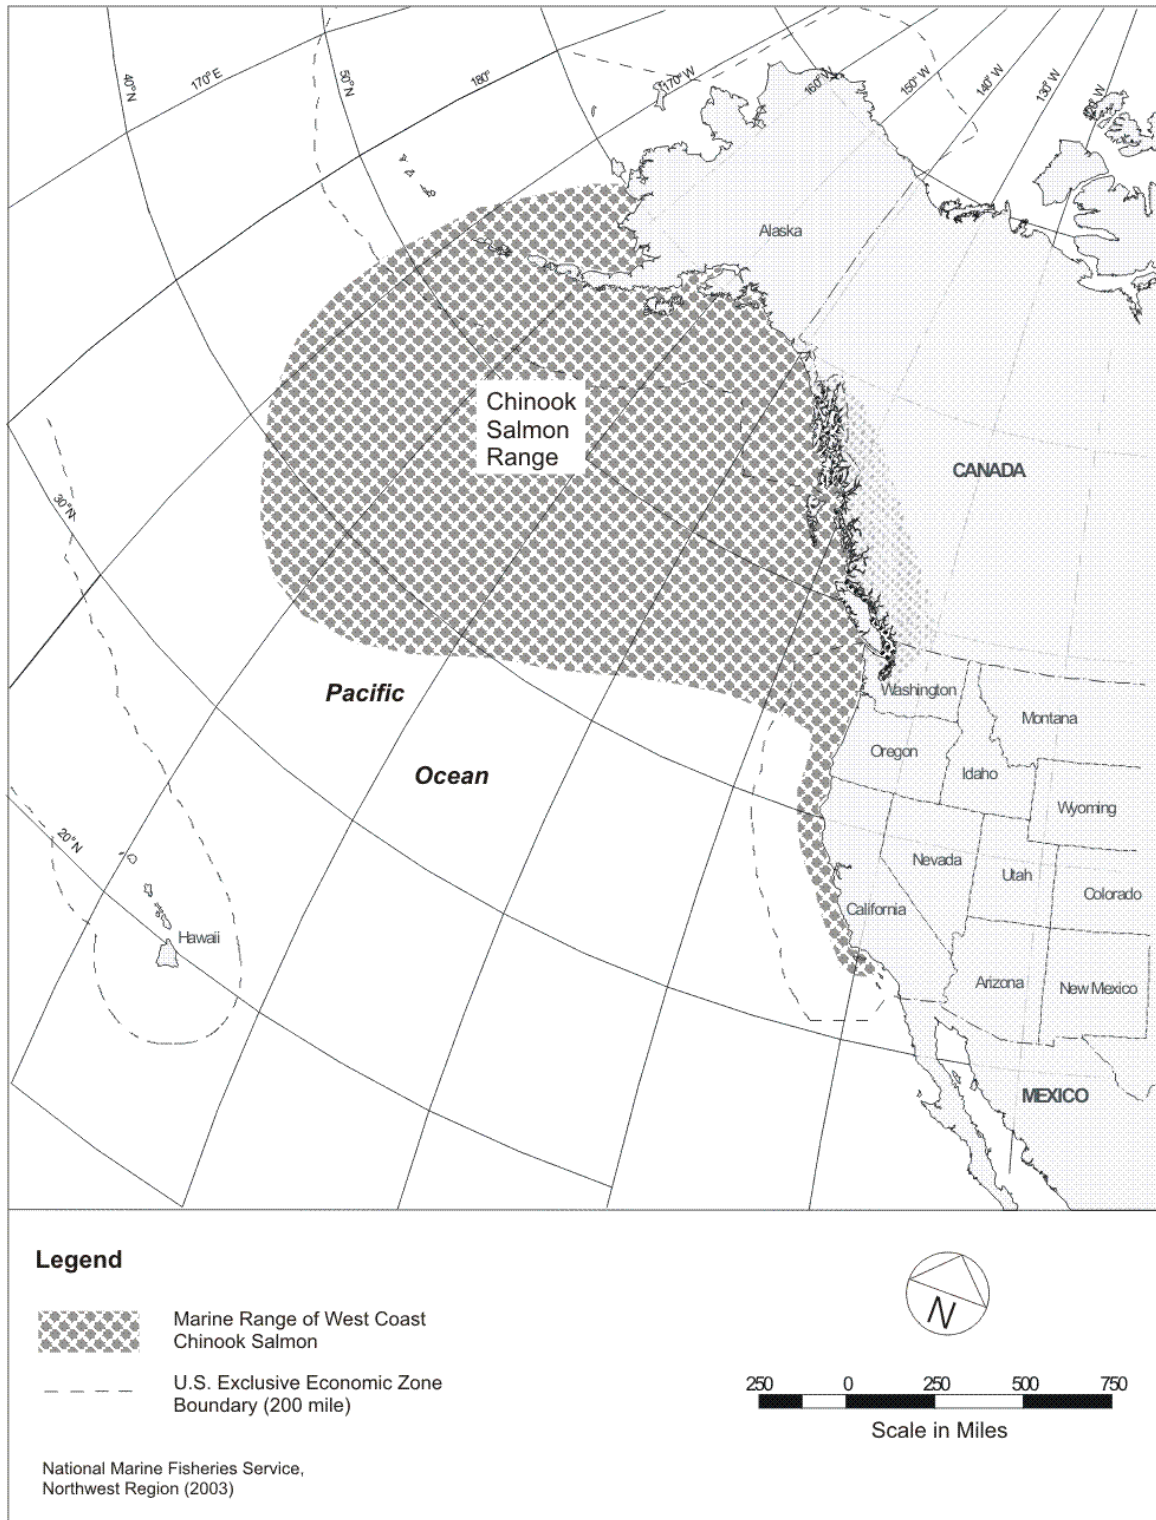 40°N
170° E
50°N
180°
170° W
160° W
150° W
140° W
130° W
120° W
Alaska
Chinook
Salmon
Range
CANADA
30°N
Pacific
Ocean
Washington
Montana
Oregon
Idaho
Wyoming
20°N
Nevada
Utah
Colorado
California
Hawaii
Arizona
New Mexico
MEXICO
Legend
Marine Range of West Coast
Chinook Salmon
U.S. Exclusive Economic Zone
Boundary (200 mile)
N
250 0 250 500 750
Scale in Miles
National Marine Fisheries Service,
Northwest Region (2003)